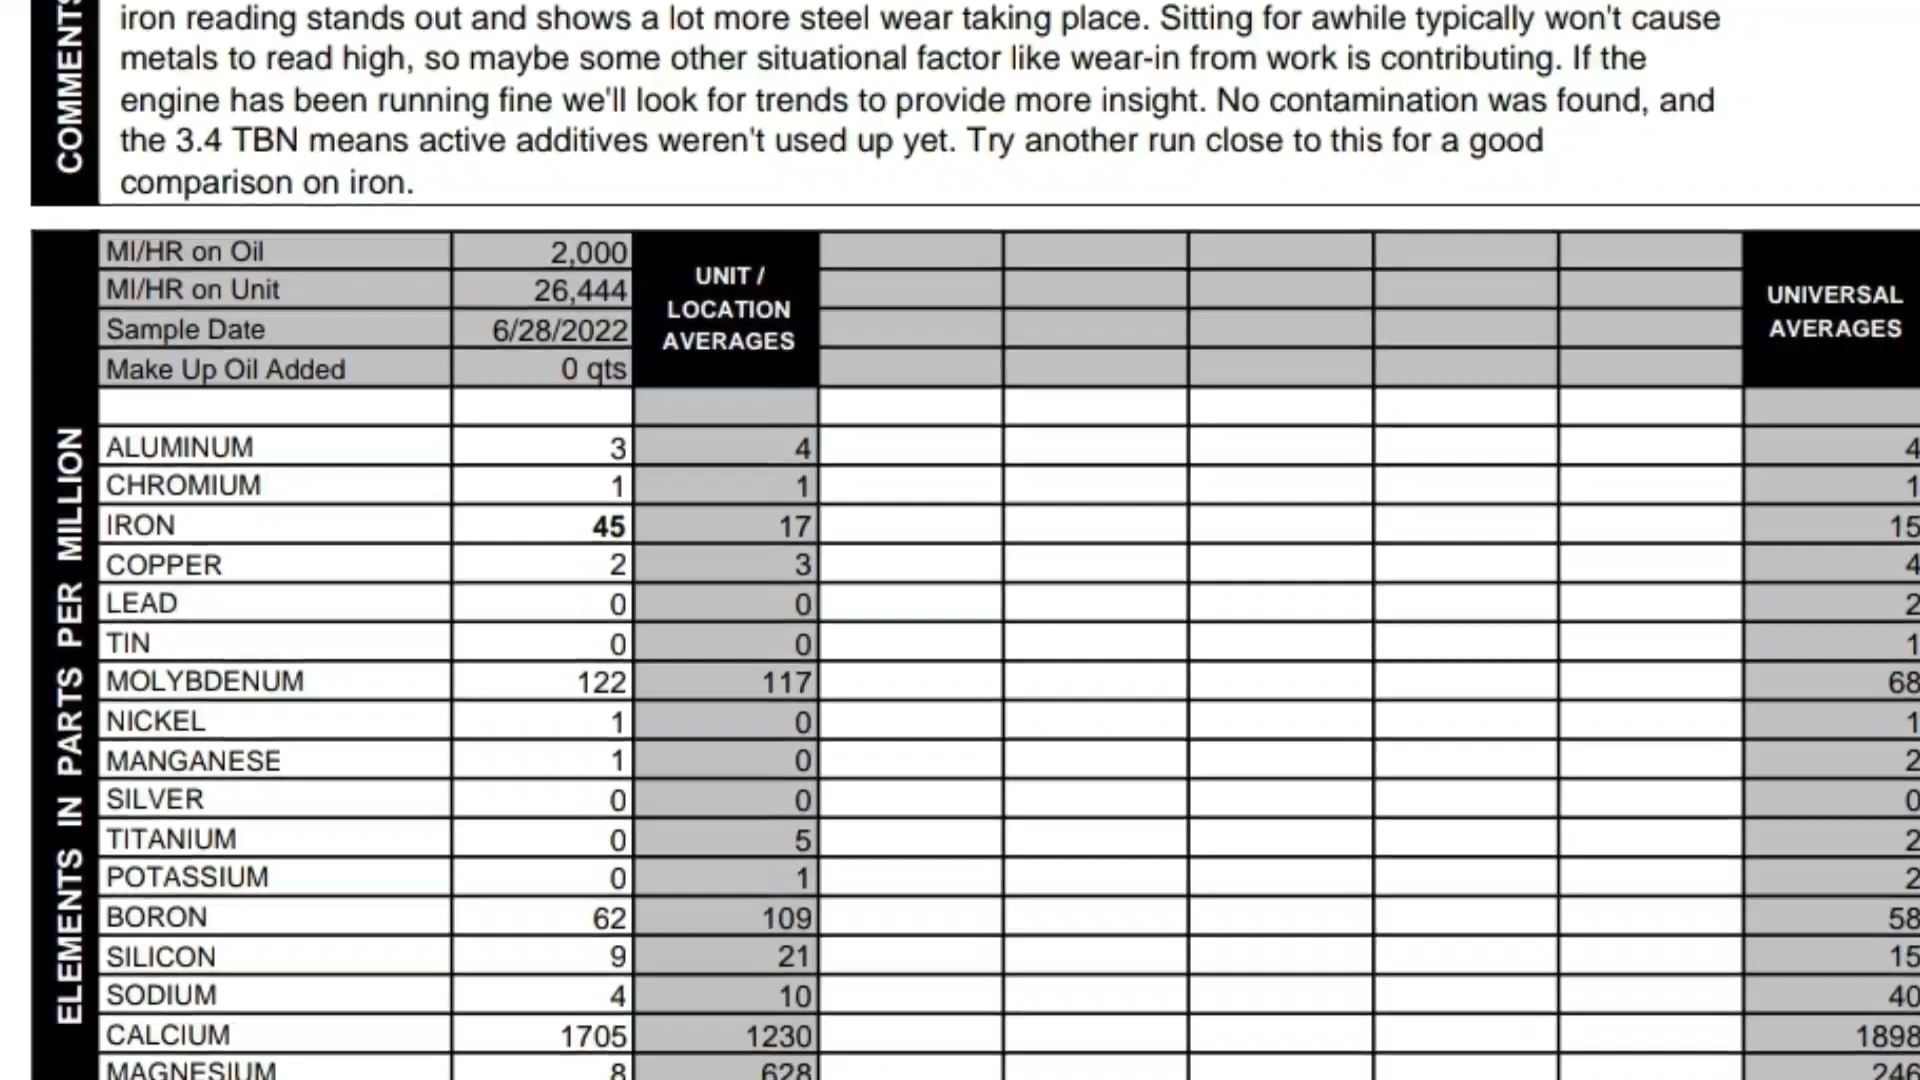 COMMENTS
iron reading stands out and shows a lot more steel wear taking place. Sitting for awhile typically won't cause
metals to read high, so maybe some other situational factor like wear-in from work is contributing. If the
engine has been running fine we'll look for trends to provide more insight. No contamination was found, and
the 3.4 TBN means active additives weren't used up yet. Try another run close to this for a good
comparison on iron.
MI/HR on Oil 2,000
MI/HR on Unit 26,444
Sample Date 6/28/2022
Make Up Oil Added 0 qts
UNIT /
LOCATION
AVERAGES
UNIVERSAL
AVERAGES
ELEMENTS IN PARTS PER MILLION
ALUMINUM 3 4 4
CHROMIUM 1 1 1
IRON 45 17 15
COPPER 2 3 4
LEAD 0 0 2
TIN 0 0 1
MOLYBDENUM 122 117 68
NICKEL 1 0 1
MANGANESE 1 0 2
SILVER 0 0 0
TITANIUM 0 5 2
POTASSIUM 0 1 2
BORON 62 109 58
SILICON 9 21 15
SODIUM 4 10 40
CALCIUM 1705 1230 1898
MAGNESIUM 8 628 246